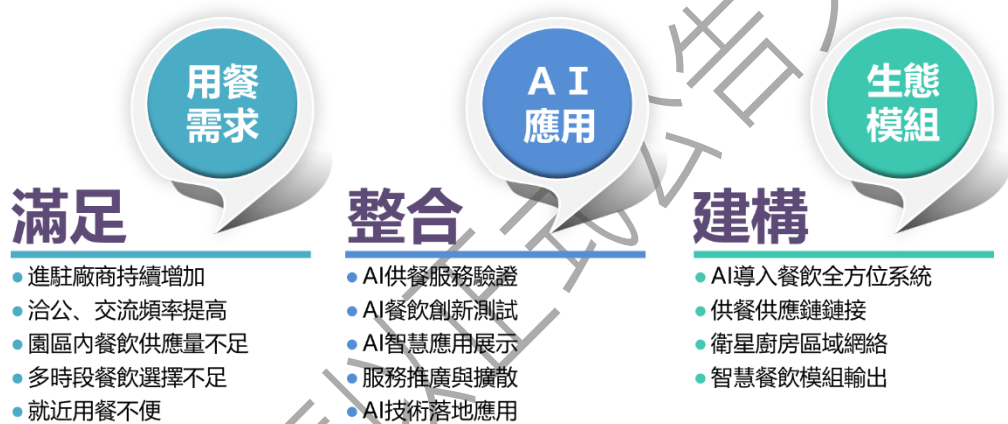 用餐
需求
滿足
進駐廠商持續增加
洽公、交流頻率提高
園區內餐飲供應量不足
多時段餐飲選擇不足
就近用餐不便
AI
應用
整合
AI供餐服務驗證
AI餐飲創新測試
AI智慧應用展示
服務推廣與擴散
AI技術落地應用
生態
模組
建構
AI導入餐飲全方位系統
供餐供應鏈鏈接
衛星廚房區域網絡
智慧餐飲模組輸出
正式公告